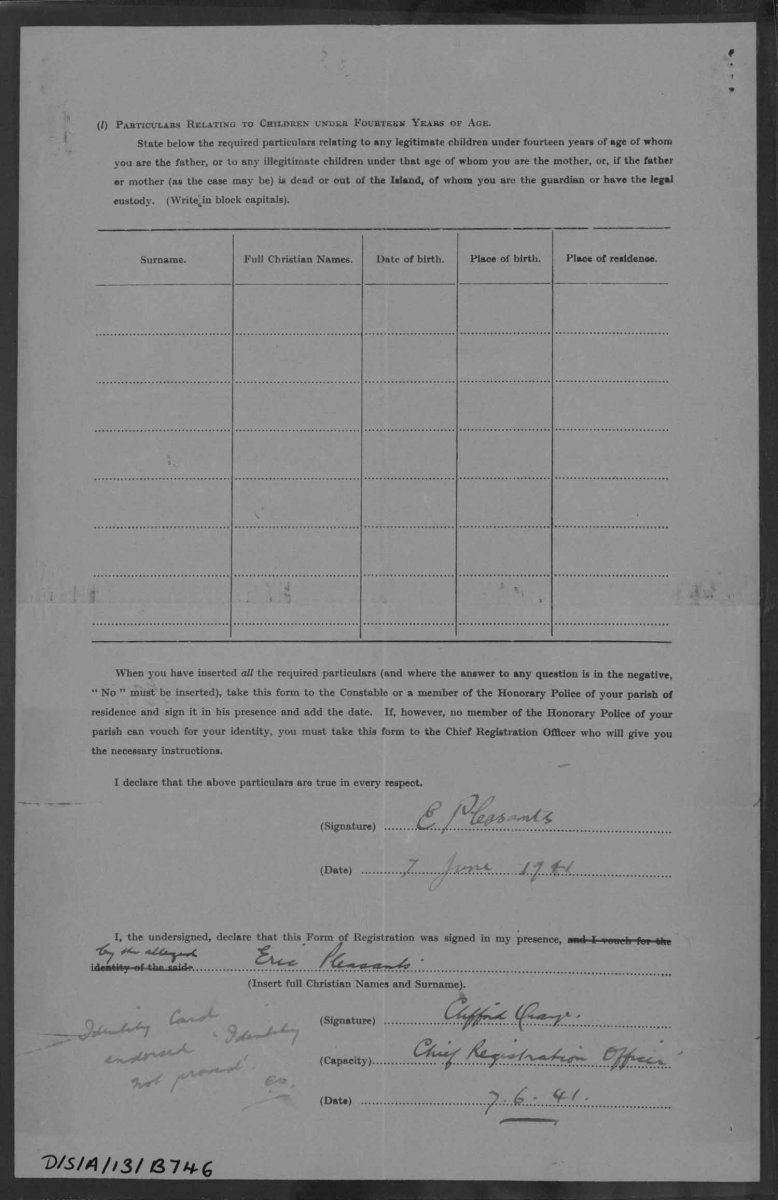 (l) Particulars Relating to Children under Fourteen Years of Age.
State below the required particulars relating to any legitimate children under fourteen years of age of whom
you are the father, or to any illegitimate children under that age of whom you are the mother, or, if the father
or mother (as the case may be) is dead or out of the Island, of whom you are the guardian or have the legal
custody. (Write in block capitals).
Surname. Full Christian Names. Date of birth. Place of birth. Place of residence.
When you have inserted all the required particulars (and where the answer to any question is in the negative,
" No " must be inserted), take this form to the Constable or a member of the Honorary Police of your parish of
residence and sign it in his presence and add the date. If, however, no member of the Honorary Police of your
parish can vouch for your identity, you must take this form to the Chief Registration Officer who will give you
the necessary instructions.
I declare that the above particulars are true in every respect.
(Signature) E Pleasants
(Date) 7 June 1941
I, the undersigned, declare that this Form of Registration was signed in my presence, and I vouch for the
by the alleged
identity of the said Eric Pleasants
(Insert full Christian Names and Surname).
(Signature) Clifford Orange.
(Capacity) Chief Registration Officer
(Date) 7.6.41.
Identity Card
endorsed 'Identity
not proved'.
co.
D/S/A/13/B746